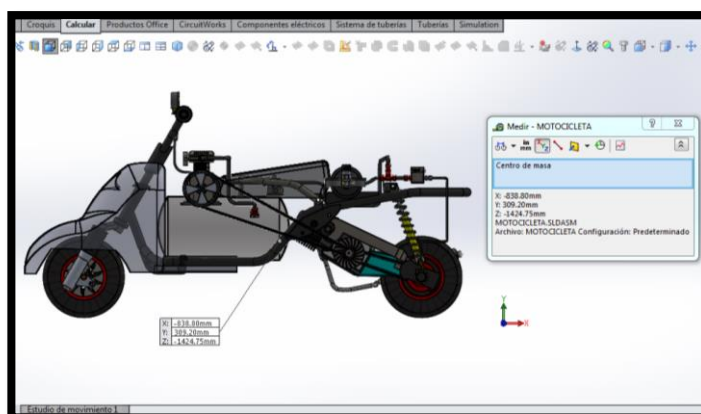 Croquis Calcular Productos Office CircuitWorks Componentes eléctricos Sistema de tuberías Tuberías Simulation
Medir - MOTOCICLETA
in
mm
Centro de masa
X: -838.80mm
Y: 309.20mm
Z: -1424.75mm
MOTOCICLETA.SLDASM
Archivo: MOTOCICLETA Configuración: Predeterminado
Y
X
X: -838.80mm
Y: 309.20mm
Z: -1424.75mm
Estudio de movimiento 1